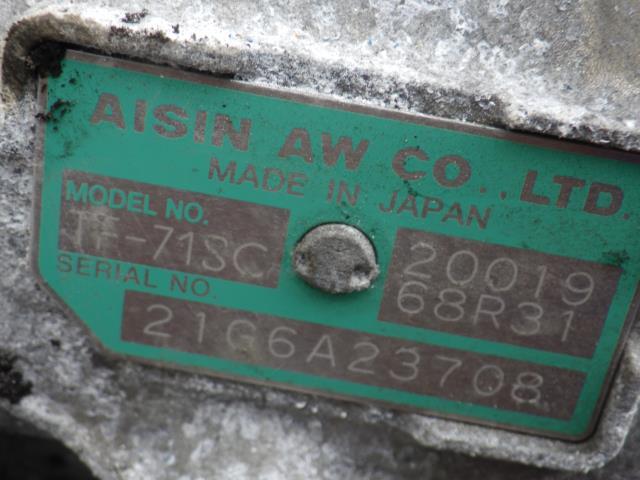 AISIN AW CO., LTD.
MADE IN JAPAN
MODEL NO.
TF-71SC
20019
68R31
SERIAL NO.
21G6A23708